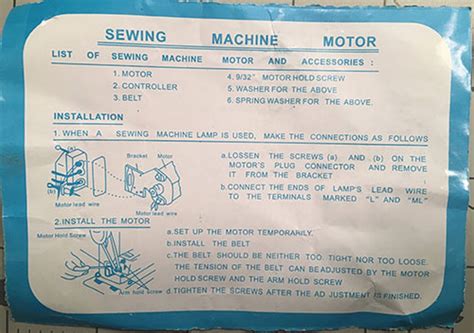 SEWING MACHINE MOTOR
LIST OF SEWING MACHINE MOTOR AND ACCESSORIES :
1. MOTOR
2. CONTROLLER
3. BELT
4. 9/32" MOTOR HOLD SCREW
5. WASHER FOR THE ABOVE
6. SPRING WASHER FOR THE ABOVE.
INSTALLATION
1. WHEN A SEWING MACHINE LAMP IS USED, MAKE THE CONNECTIONS AS FOLLOWS
(a)
(b)
Bracket Motor
Motor lead wire
Motor lead wire
a. LOSSEN THE SCREWS (a) AND (b) ON THE
MOTOR'S PLUG CONNECTOR AND REMOVE
IT FROM THE BRACKET
b. CONNECT THE ENDS OF LAMP'S LEAD WIRE
TO THE TERMINALS MARKED "L" AND "ML"
2. INSTALL THE MOTOR
Motor Hold Screw
Arm hold Screw
a. SET UP THE MOTOR TEMPORARILY.
b. INSTALL THE BELT
c. THE BELT SHOULD BE NEITHER TOO. TIGHT NOR TOO LOOSE.
THE TENSION OF THE BELT CAN BE ADJUSTED BY THE MOTOR
HOLD SCREW AND THE ARM HOLD SCREW
d. TIGHTEN THE SCREWS AFTER THE AD JUSTMENT IS FINISHED.